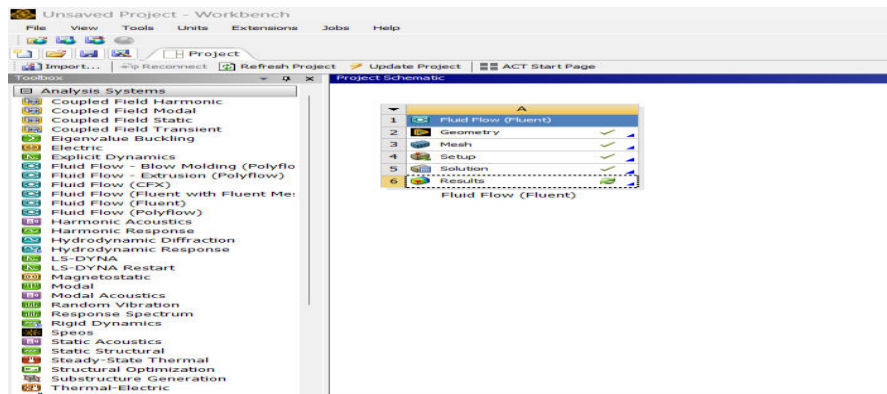 Unsaved Project - Workbench
File View Tools Units Extensions Jobs Help
Project
Import... Reconnect Refresh Project Update Project ACT Start Page
Toolbox Project Schematic
Analysis Systems
Coupled Field Harmonic
Coupled Field Modal
Coupled Field Static
Coupled Field Transient
Eigenvalue Buckling
Electric
Explicit Dynamics
Fluid Flow - Blow Molding (Polyflo
Fluid Flow - Extrusion (Polyflow)
Fluid Flow (CFX)
Fluid Flow (Fluent with Fluent Me
Fluid Flow (Fluent)
Fluid Flow (Polyflow)
Harmonic Acoustics
Harmonic Response
Hydrodynamic Diffraction
Hydrodynamic Response
LS-DYNA
LS-DYNA Restart
Magnetostatic
Modal
Modal Acoustics
Random Vibration
Response Spectrum
Rigid Dynamics
Speos
Static Acoustics
Static Structural
Steady-State Thermal
Structural Optimization
Substructure Generation
Thermal-Electric
A
1 Fluid Flow (Fluent)
2 Geometry
3 Mesh
4 Setup
5 Solution
6 Results
Fluid Flow (Fluent)